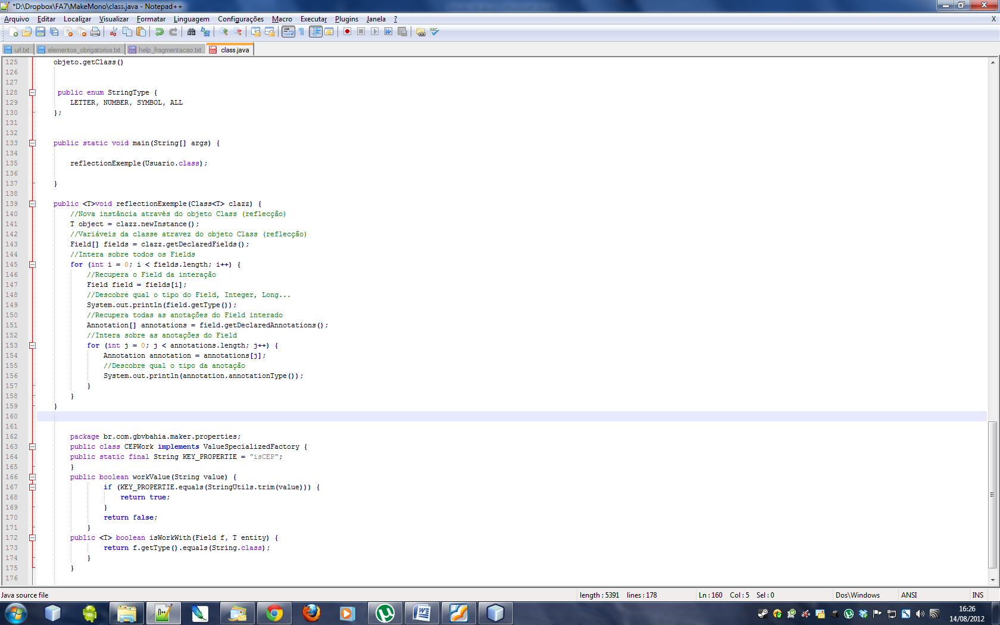 *D:\Dropbox\FA7\MakeMono\class.java - Notepad++
Arquivo Editar Localizar Visualizar Formatar Linguagem Configurações Macro Executar Plugins Janela ? X
url.txt elementos_obrigatorios.txt help_fragmentacao.txt class.java
125 objeto.getClass()
126
127
128 public enum StringType {
129 LETTER, NUMBER, SYMBOL, ALL
130 };
131
132
133 public static void main(String[] args) {
134
135 reflectionExemple(Usuario.class);
136
137 }
138
139 public <T>void reflectionExemple(Class<T> clazz) {
140 //Nova instância através do objeto Class (reflecção)
141 T object = clazz.newInstance();
142 //Variáveis da classe atravez do objeto Class (reflecção)
143 Field[] fields = clazz.getDeclaredFields();
144 //Intera sobre todos os Fields
145 for (int i = 0; i < fields.length; i++) {
146 //Recupera o Field da interação
147 Field field = fields[i];
148 //Descobre qual o tipo do Field, Integer, Long...
149 System.out.println(field.getType());
150 //Recupera todas as anotações do Field interado
151 Annotation[] annotations = field.getDeclaredAnnotations();
152 //Intera sobre as anotações do Field
153 for (int j = 0; j < annotations.length; j++) {
154 Annotation annotation = annotations[j];
155 //Descobre qual o tipo da anotação
156 System.out.println(annotation.annotationType());
157 }
158 }
159 }
160
161
162 package br.com.gbvbahia.maker.properties;
163 public class CEPWork implements ValueSpecializedFactory {
164 public static final String KEY_PROPERTIE = "isCEP";
165 }
166 public boolean workValue(String value) {
167 if (KEY_PROPERTIE.equals(StringUtils.trim(value))) {
168 return true;
169 }
170 return false;
171 }
172 public <T> boolean isWorkWith(Field f, T entity) {
173 return f.getType().equals(String.class);
174 }
175 }
176
Java source file length : 5391 lines : 178 Ln : 160 Col : 5 Sel : 0 Dos\Windows ANSI INS
16:26
14/08/2012